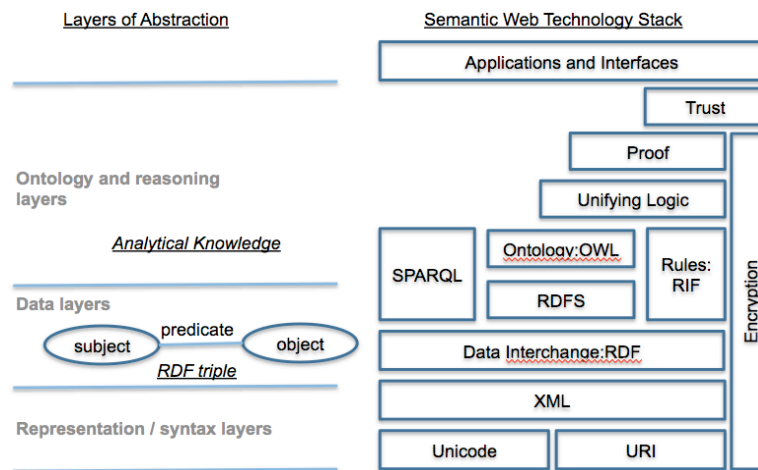 Layers of Abstraction
Semantic Web Technology Stack
Applications and Interfaces
Trust
Proof
Ontology and reasoning
layers
Unifying Logic
Analytical Knowledge
SPARQL
Ontology:OWL
RDFS
Rules:
RIF
Encryption
Data layers
subject
predicate
object
RDF triple
Data Interchange:RDF
XML
Representation / syntax layers
Unicode
URI